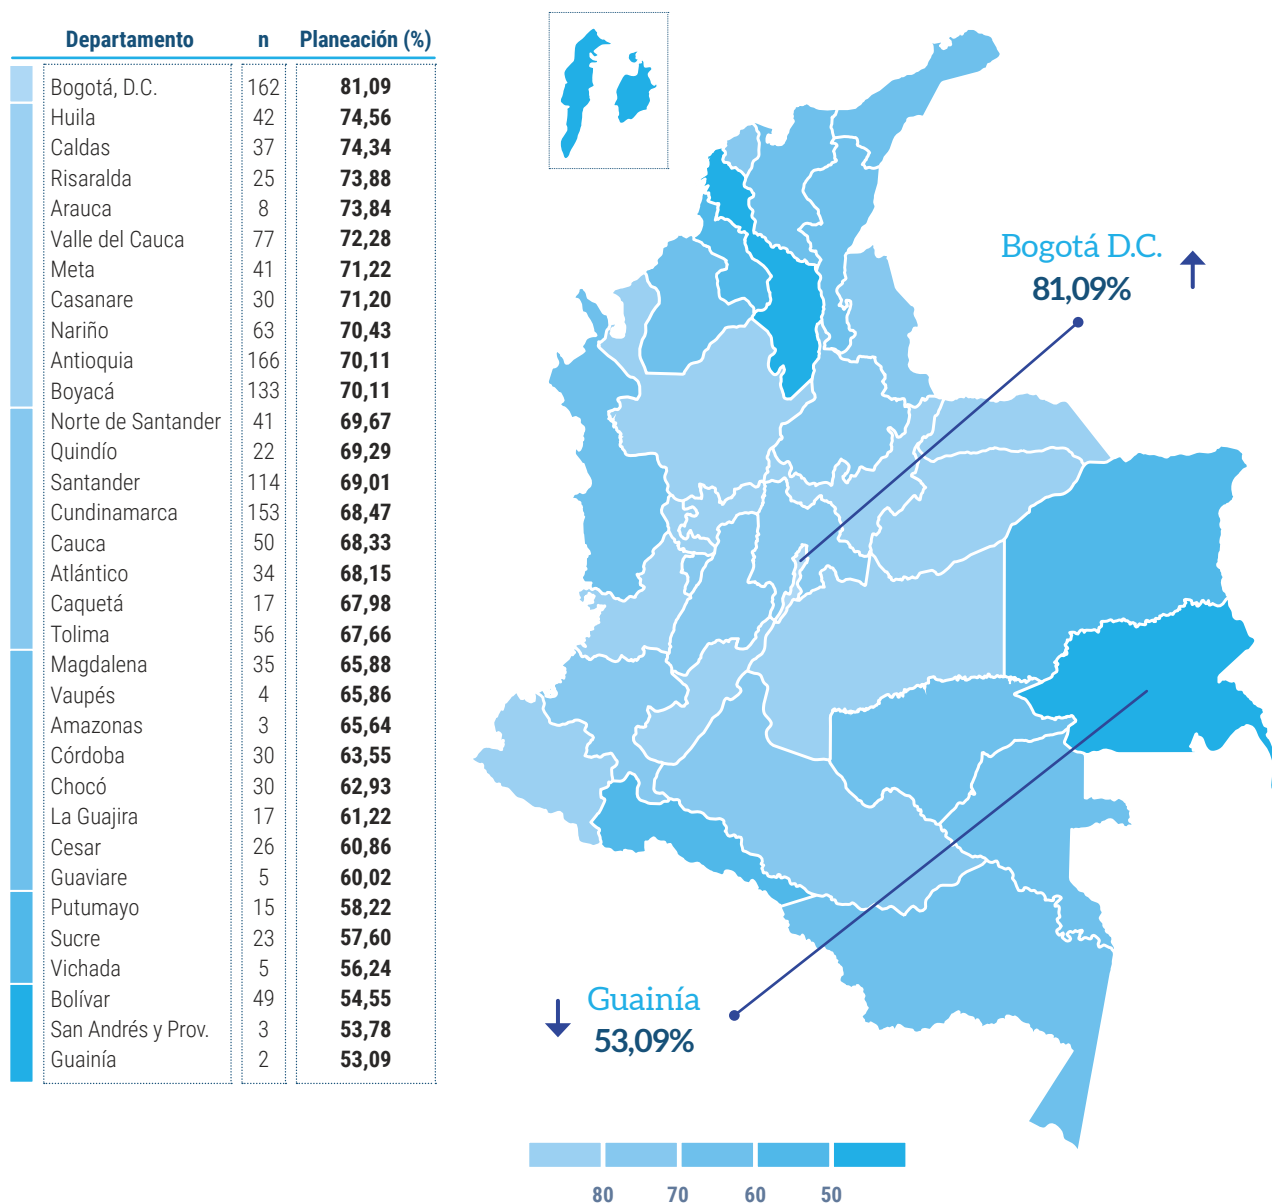 Departamento n Planeación (%)
Bogotá, D.C. 162 81,09
Huila 42 74,56
Caldas 37 74,34
Risaralda 25 73,88
Arauca 8 73,84
Valle del Cauca 77 72,28
Meta 41 71,22
Casanare 30 71,20
Nariño 63 70,43
Antioquia 166 70,11
Boyacá 133 70,11
Norte de Santander 41 69,67
Quindío 22 69,29
Santander 114 69,01
Cundinamarca 153 68,47
Cauca 50 68,33
Atlántico 34 68,15
Caquetá 17 67,98
Tolima 56 67,66
Magdalena 35 65,88
Vaupés 4 65,86
Amazonas 3 65,64
Córdoba 30 63,55
Chocó 30 62,93
La Guajira 17 61,22
Cesar 26 60,86
Guaviare 5 60,02
Putumayo 15 58,22
Sucre 23 57,60
Vichada 5 56,24
Bolívar 49 54,55
San Andrés y Prov. 3 53,78
Guainía 2 53,09
Bogotá D.C.
81,09%
Guainía
53,09%
80 70 60 50